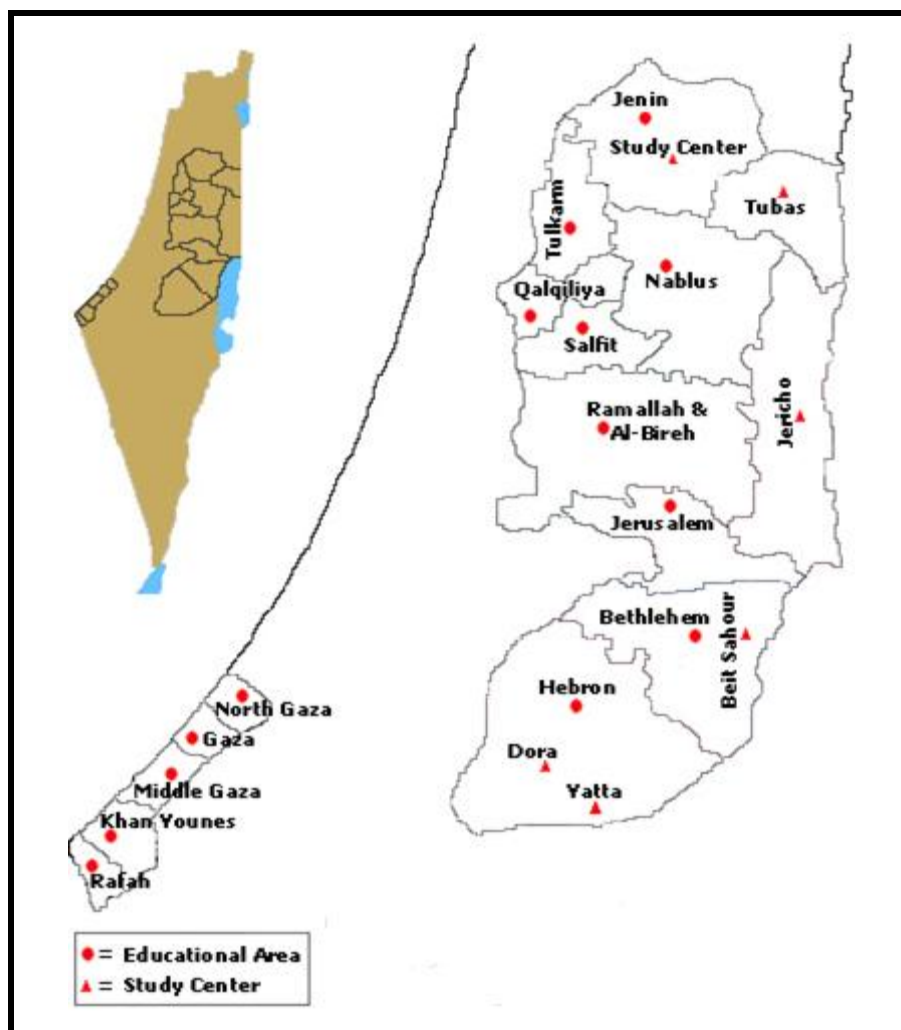 Jenin
Study Center
Tubas
Tulkarm
Nablus
Qalqiliya
Salfit
Ramallah &
Al-Bireh
Jericho
Jerusalem
Bethlehem
Beit Sahour
Hebron
Dora
Yatta
North Gaza
Gaza
Middle Gaza
Khan Younes
Rafah
= Educational Area
= Study Center